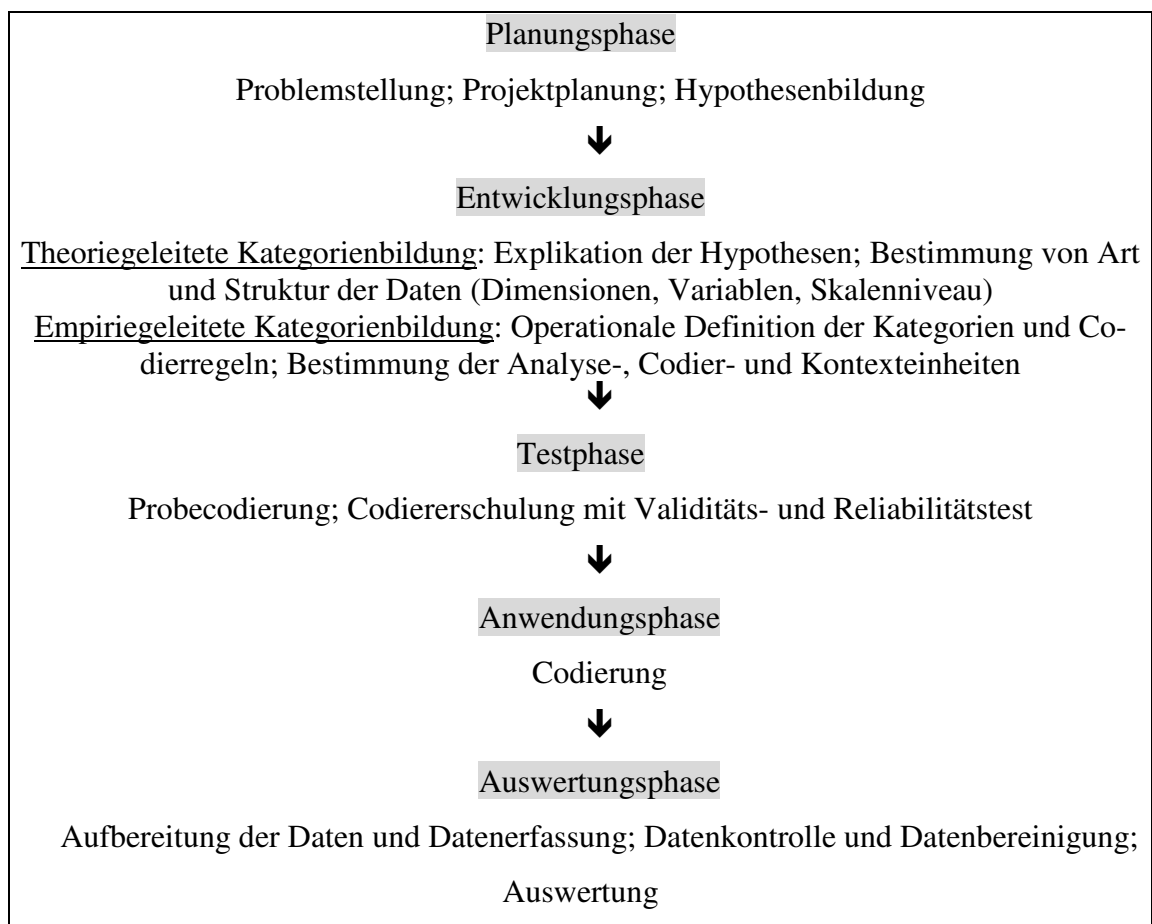 Planungsphase
Problemstellung; Projektplanung; Hypothesenbildung
Entwicklungsphase
Theoriegeleitete Kategorienbildung: Explikation der Hypothesen; Bestimmung von Art
und Struktur der Daten (Dimensionen, Variablen, Skalenniveau)
Empiriegeleitete Kategorienbildung: Operationale Definition der Kategorien und Co-
dierregeln; Bestimmung der Analyse-, Codier- und Kontexteinheiten
Testphase
Probecodierung; Codiererschulung mit Validitäts- und Reliabilitätstest
Anwendungsphase
Codierung
Auswertungsphase
Aufbereitung der Daten und Datenerfassung; Datenkontrolle und Datenbereinigung;
Auswertung